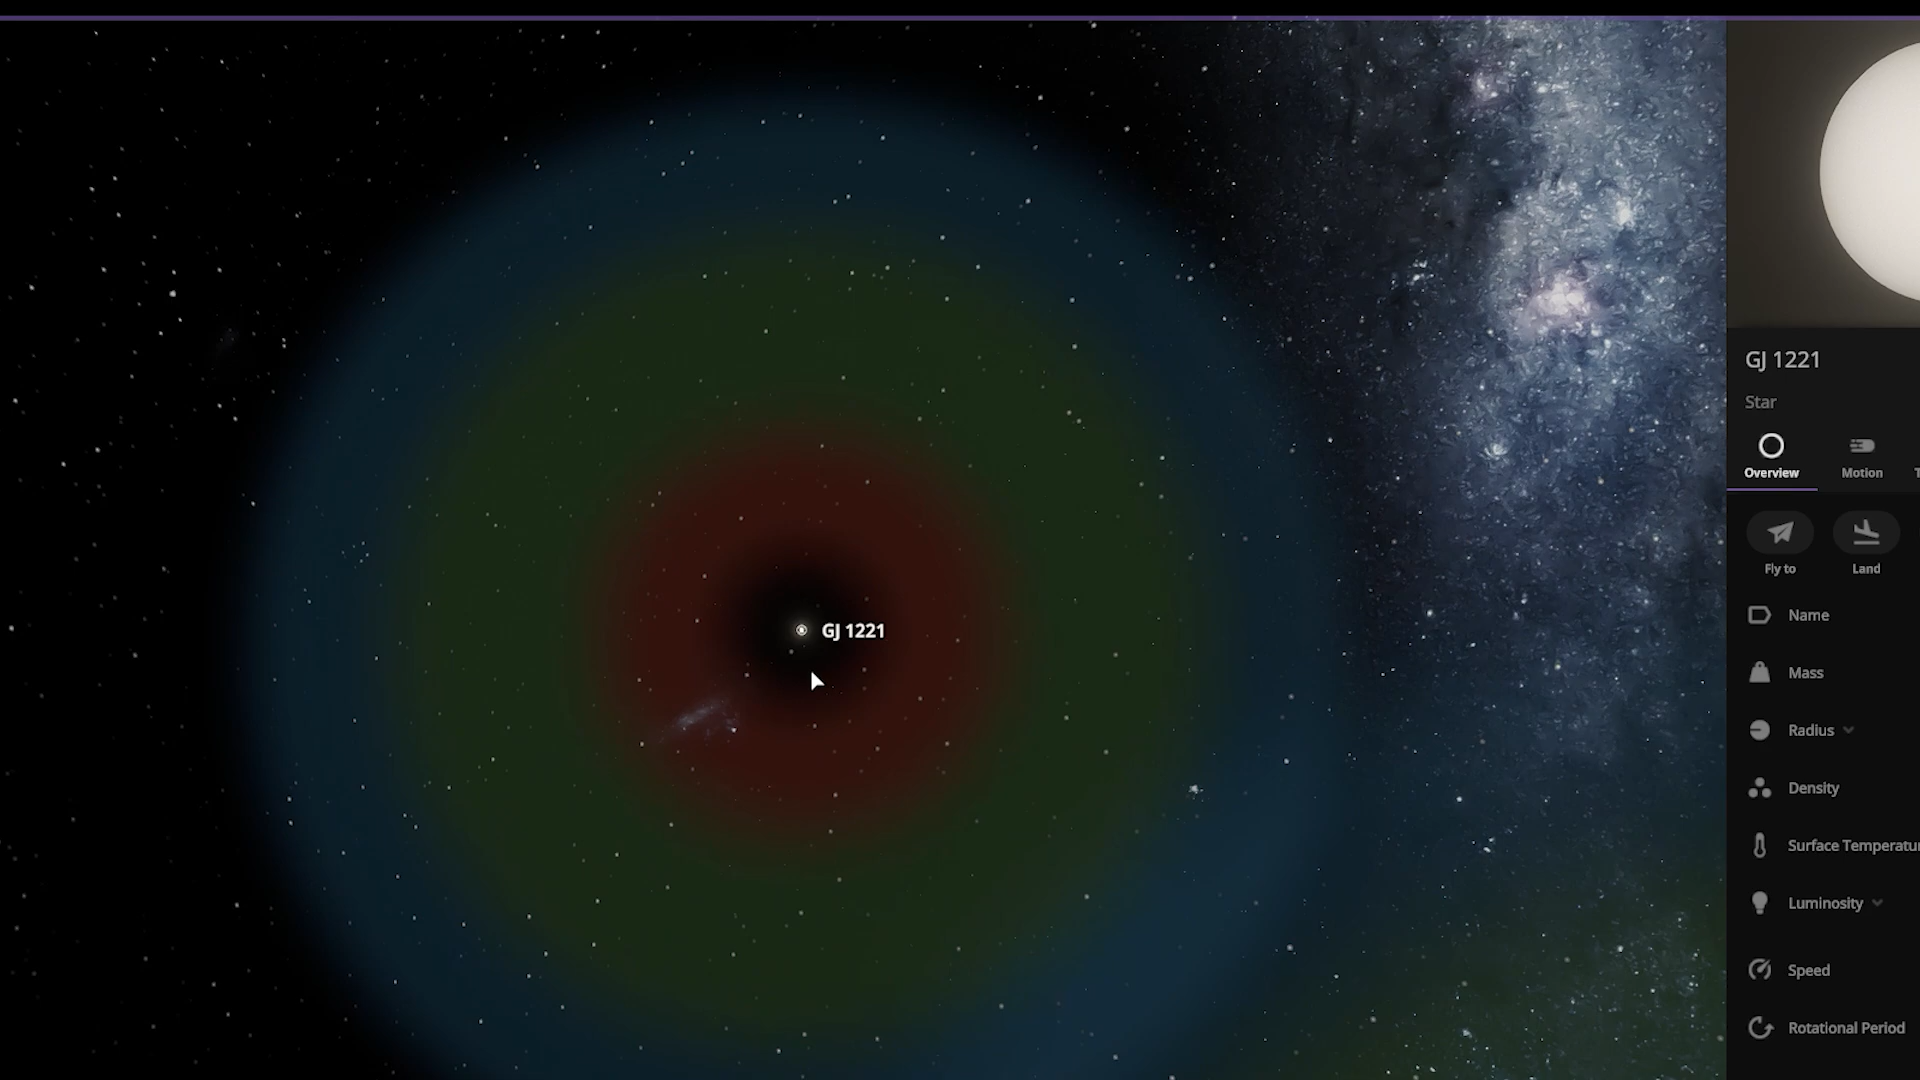 GJ 1221
GJ 1221
Star
Overview
Motion
Fly to
Land
Name
Mass
Radius
Density
Luminosity
Speed
Rotational Period